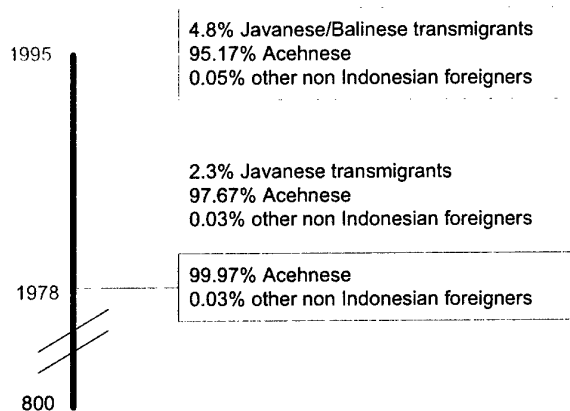 4.8% Javanese/Balinese transmigrants
1995
95.17% Acehnese
0.05% other non Indonesian foreigners
2.3% Javanese transmigrants
97.67% Acehnese
0.03% other non Indonesian foreigners
99.97% Acehnese
1978
0.03% other non Indonesian foreigners
800